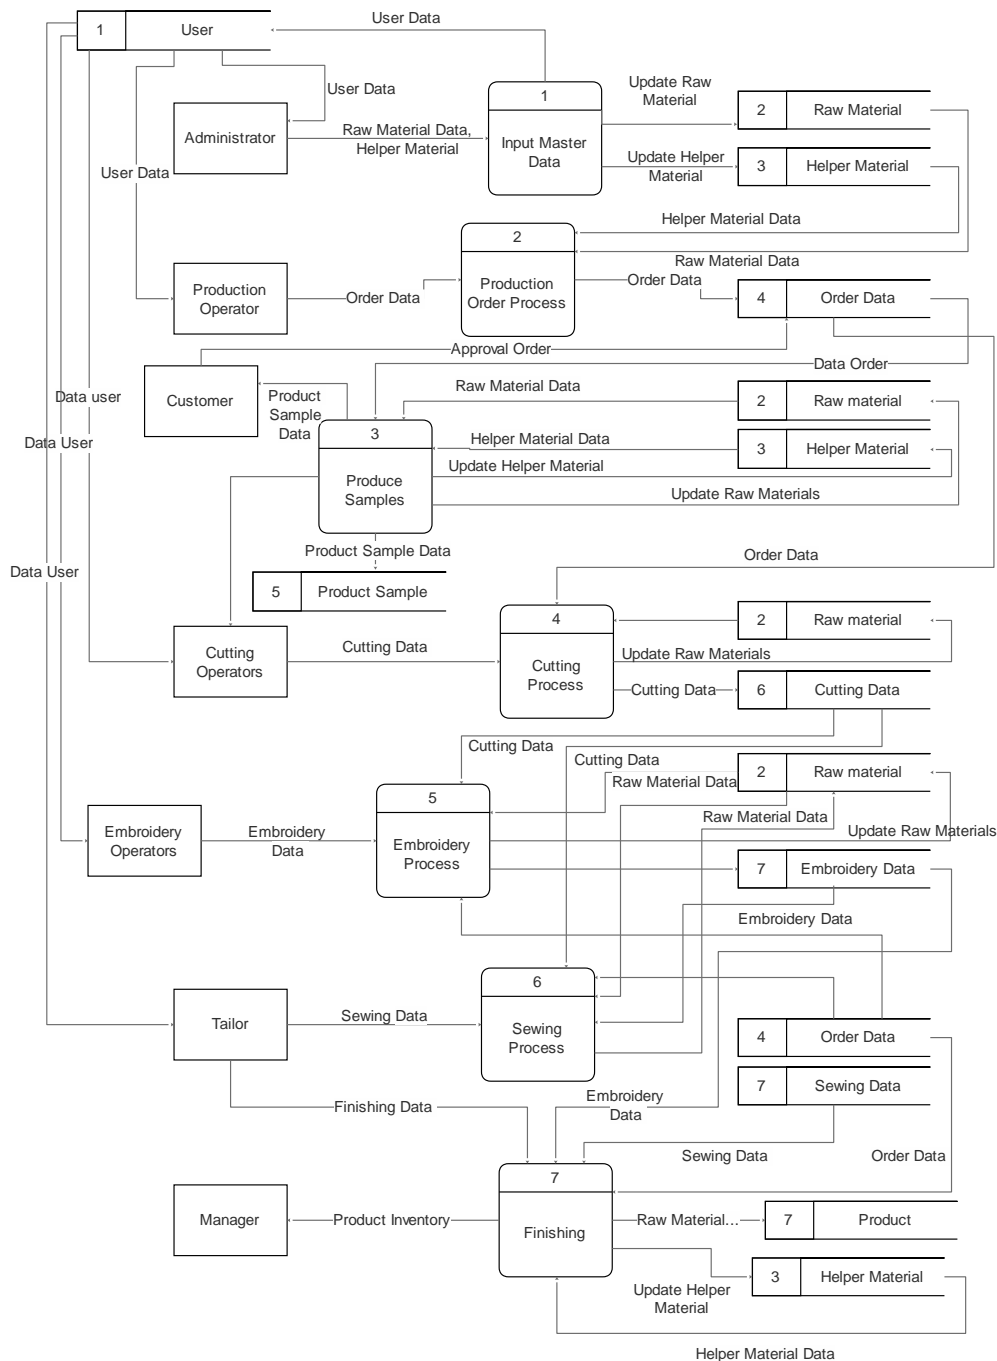 User Data
1
User
User Data
Update Raw
Material
1
Input Master
Data
2
Raw Material
Administrator
Raw Material Data,
Helper Material
Update Helper
Material
3
Helper Material
User Data
Helper Material Data
2
Production
Order Process
Raw Material Data
Production
Operator
Order Data
Order Data
4
Order Data
Approval Order
Data Order
Customer
Product
Sample
Data
Data user
Raw Material Data
2
Raw material
Data User
3
Produce
Samples
Helper Material Data
3
Helper Material
Update Helper Material
Update Raw Materials
Product Sample Data
Order Data
Data User
5
Product Sample
4
Cutting
Process
2
Raw material
Cutting
Operators
Cutting Data
Update Raw Materials
Cutting Data
6
Cutting Data
Cutting Data
Cutting Data
Raw Material Data
2
Raw material
5
Embroidery
Process
Raw Material Data
Update Raw Materials
Embroidery
Operators
Embroidery
Data
7
Embroidery Data
Embroidery Data
6
Sewing
Process
Tailor
Sewing Data
4
Order Data
7
Sewing Data
Finishing Data
Embroidery
Data
Sewing Data
Order Data
7
Finishing
Manager
Product Inventory
Raw Material...
7
Product
Update Helper
Material
3
Helper Material
Helper Material Data